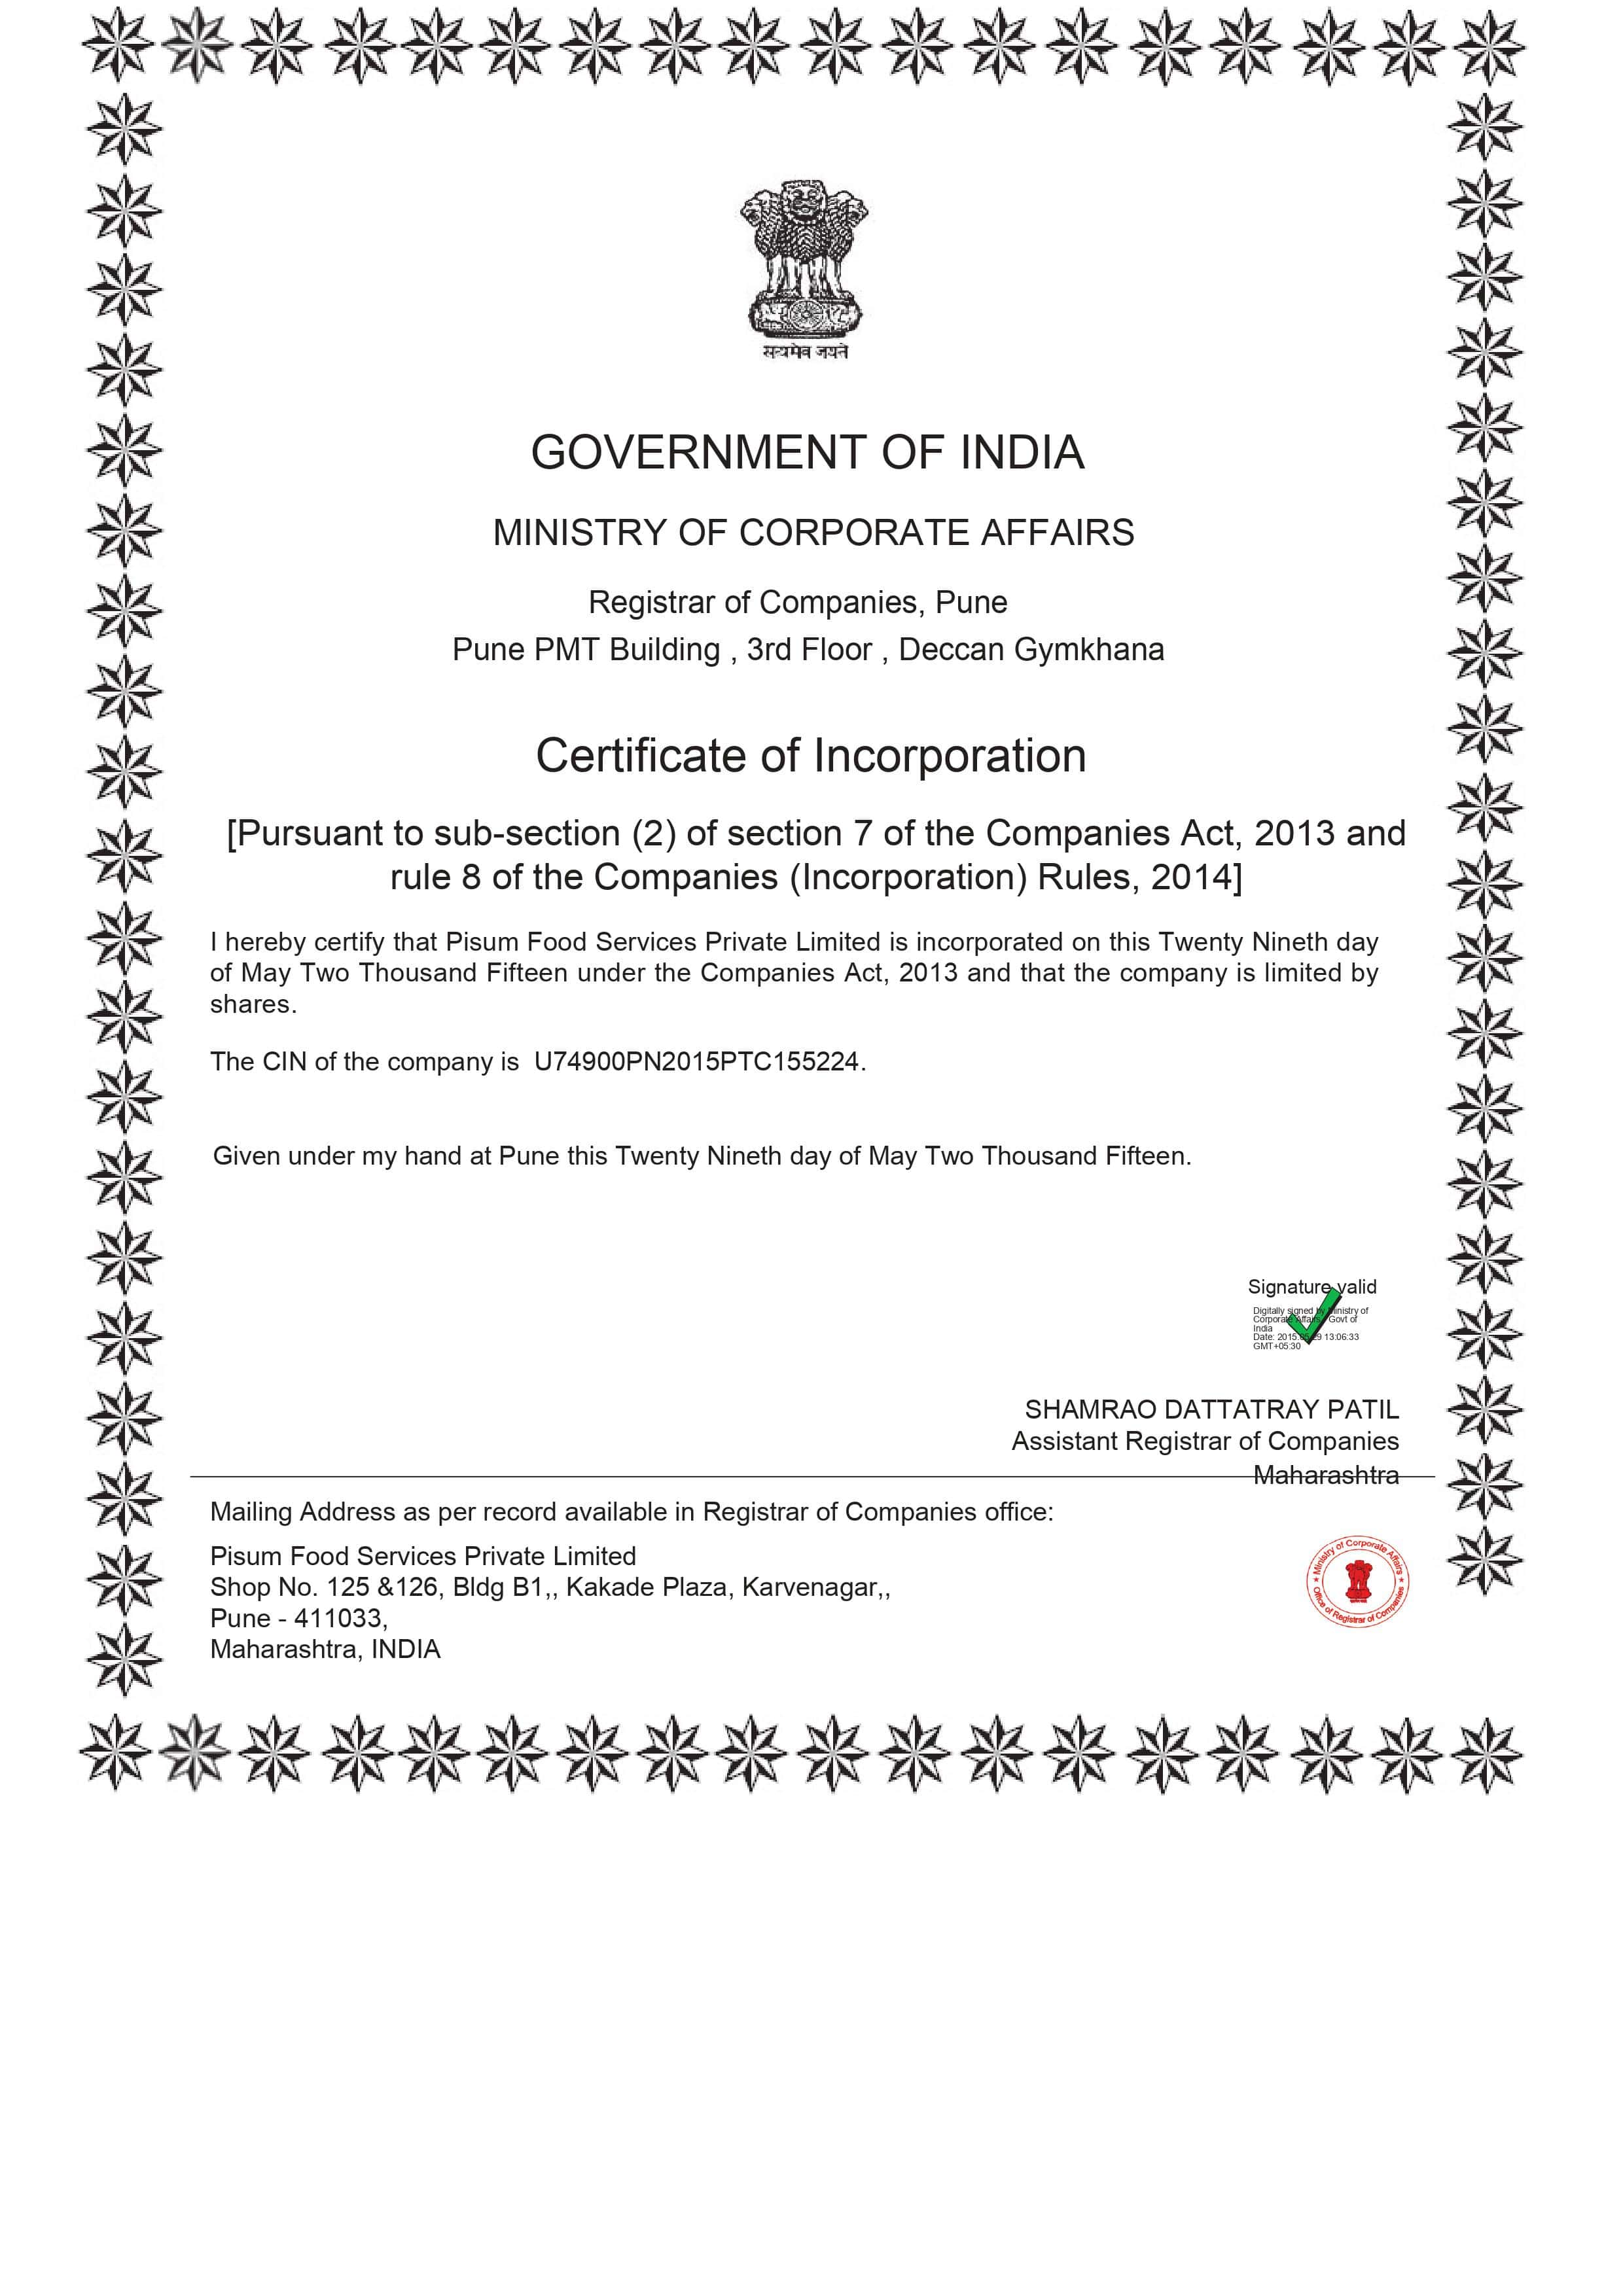 सत्यमेव जयते
GOVERNMENT OF INDIA
MINISTRY OF CORPORATE AFFAIRS
Registrar of Companies, Pune
Pune PMT Building , 3rd Floor , Deccan Gymkhana
Certificate of Incorporation
[Pursuant to sub-section (2) of section 7 of the Companies Act, 2013 and
rule 8 of the Companies (Incorporation) Rules, 2014]
I hereby certify that Pisum Food Services Private Limited is incorporated on this Twenty Nineth day
of May Two Thousand Fifteen under the Companies Act, 2013 and that the company is limited by
shares.
The CIN of the company is U74900PN2015PTC155224.
Given under my hand at Pune this Twenty Nineth day of May Two Thousand Fifteen.
Signature valid
Digitally signed by Ministry of
Corporate Affairs - Govt of
India
Date: 2015.05.29 13:06:33
GMT+05:30
SHAMRAO DATTATRAY PATIL
Assistant Registrar of Companies
Maharashtra
Mailing Address as per record available in Registrar of Companies office:
Pisum Food Services Private Limited
Shop No. 125 &126, Bldg B1,, Kakade Plaza, Karvenagar,,
Pune - 411033,
Maharashtra, INDIA
Ministry of Corporate Affairs
Office of Registrar of Companies